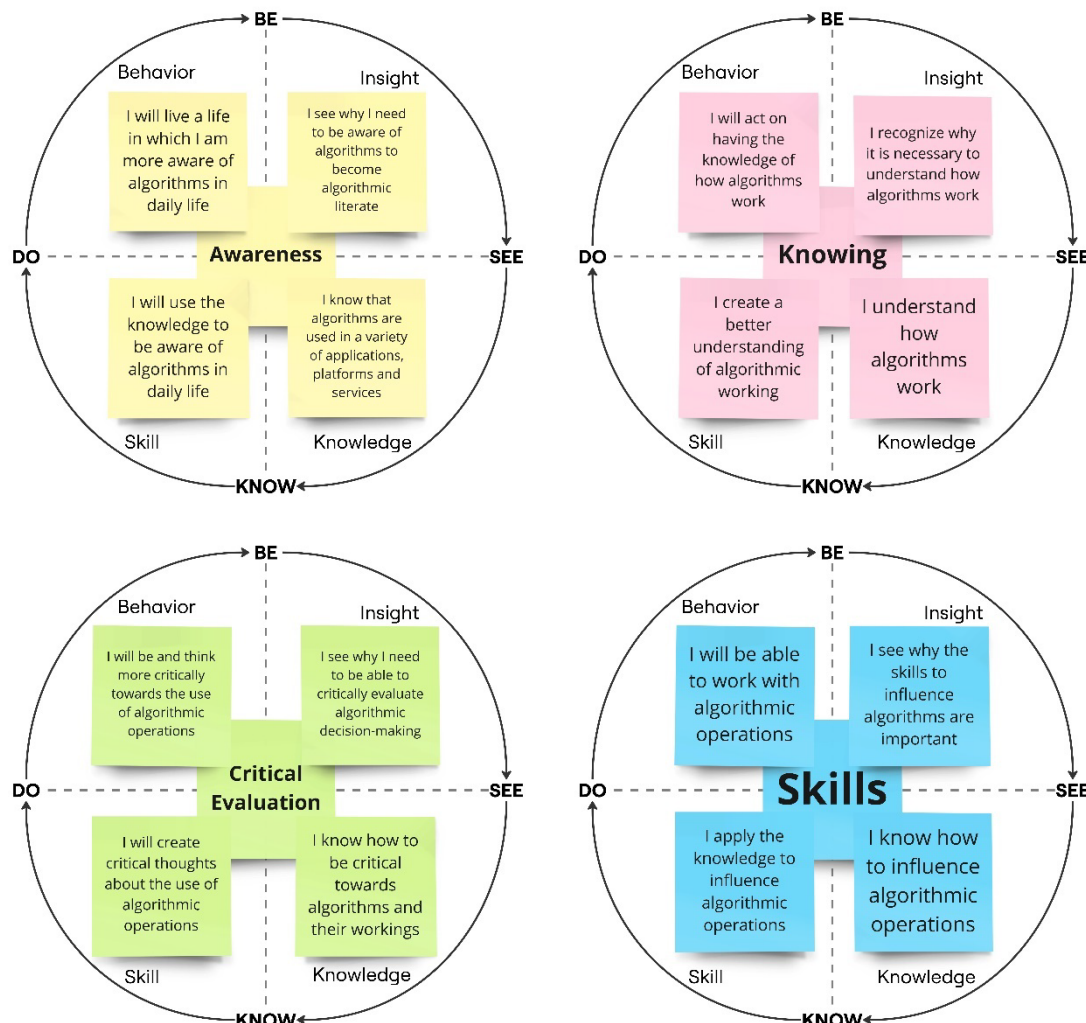 BE
Behavior
Insight
I will live a life
in which I am
more aware of
algorithms in
daily life
I see why I need
to be aware of
algorithms to
become
algorithmic
literate
DO
Awareness
SEE
I will use the
knowledge to
be aware of
algorithms in
daily life
I know that
algorithms are
used in a variety
of applications,
platforms and
services
Skill
Knowledge
KNOW
BE
Behavior
Insight
I will act on
having the
knowledge of
how algorithms
work
I recognize why
it is necessary to
understand how
algorithms work
DO
Knowing
SEE
I create a
better
understanding
of algorithmic
working
I understand
how
algorithms
work
Skill
Knowledge
KNOW
BE
Behavior
Insight
I will be and think
more critically
towards the use
of algorithmic
operations
I see why I need
to be able to
critically evaluate
algorithmic
decision-making
DO
Critical
Evaluation
SEE
I will create
critical thoughts
about the use of
algorithmic
operations
I know how to
be critical
towards
algorithms and
their workings
Skill
Knowledge
KNOW
BE
Behavior
Insight
I will be able
to work with
algorithmic
operations
I see why the
skills to
influence
algorithms are
important
DO
Skills
SEE
I apply the
knowledge to
influence
algorithmic
operations
I know how
to influence
algorithmic
operations
Skill
Knowledge
KNOW